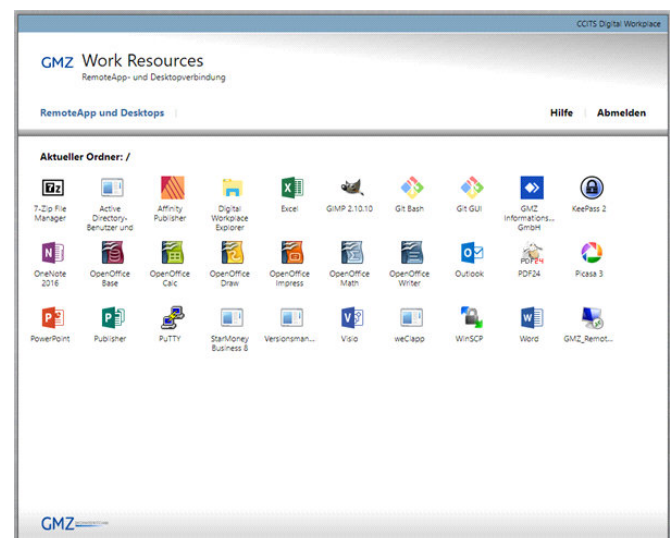 CCITS Digital Workplace
GMZ Work Resources
RemoteApp- und Desktopverbindung
RemoteApp und Desktops
Hilfe Abmelden
Aktueller Ordner: /
7-Zip File Manager
Active Directory-Benutzer und
Affinity Publisher
Digital Workplace Explorer
Excel
GIMP 2.10.10
Git Bash
Git GUI
GMZ Informations... GmbH
KeePass 2
OneNote 2016
OpenOffice Base
OpenOffice Calc
OpenOffice Draw
OpenOffice Impress
OpenOffice Math
OpenOffice Writer
Outlook
PDF24
Picasa 3
PowerPoint
Publisher
PuTTY
StarMoney Business 8
Versionsman...
Visio
weClapp
WinSCP
Word
GMZ_Remot...
GMZ